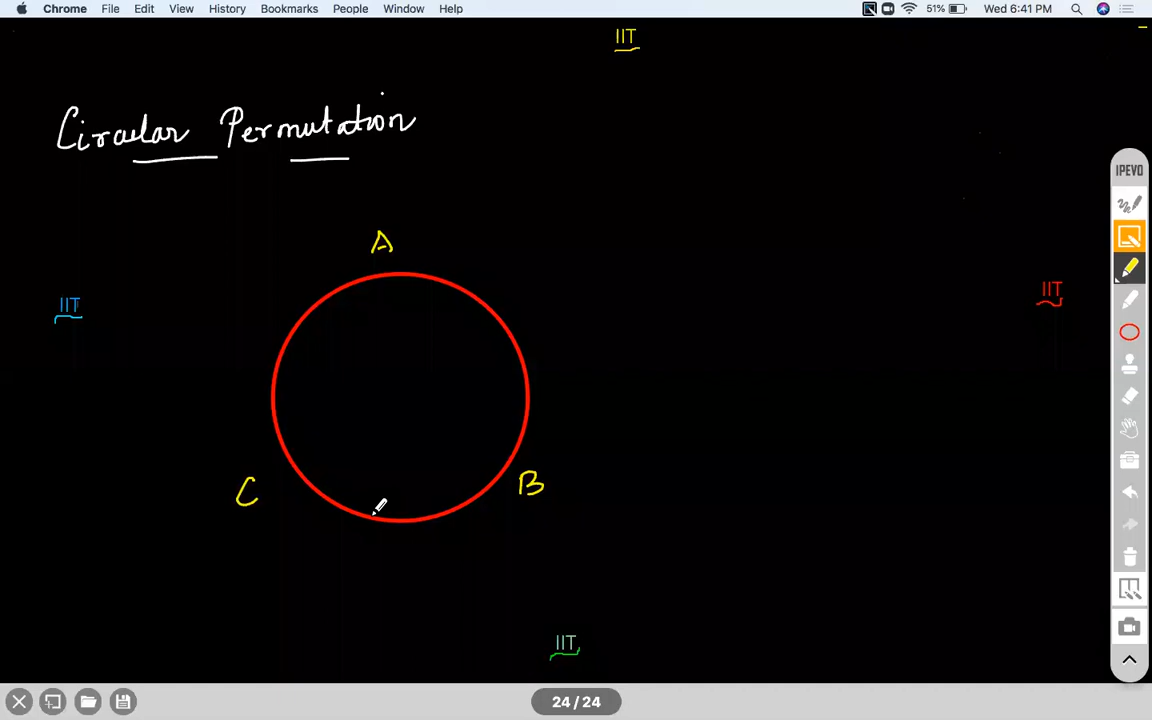 Chrome File Edit View History Bookmarks People Window Help 51% Wed 6:41 PM
IIT
Circular Permutation
IPEVO
A
IIT
IIT
C
B
IIT
24 / 24